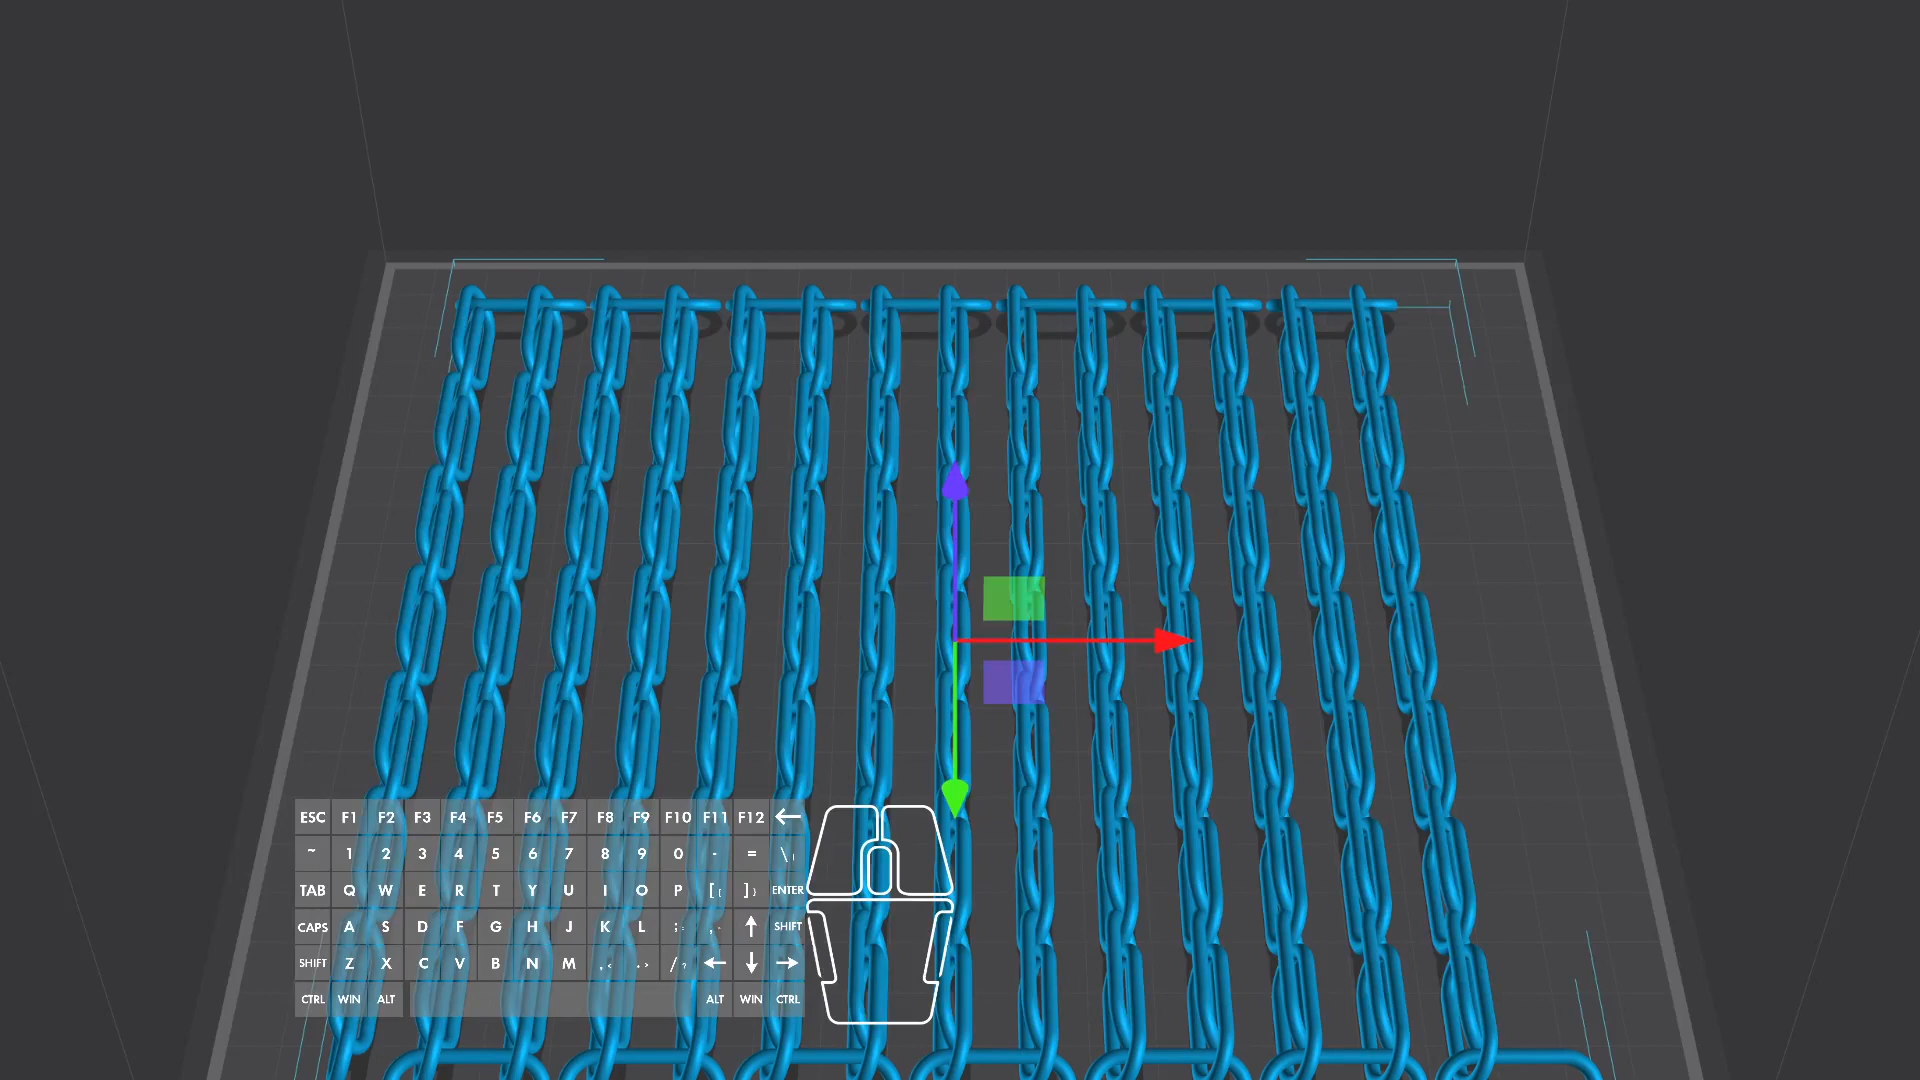 ESC F1 F2 F3 F4 F5 F6 F7 F8 F9 F10 F11 F12 ←
~ 1 2 3 4 5 6 7 8 9 0 - = \|
TAB Q W E R T Y U I O P [{ ]} ENTER
CAPS A S D F G H J K L ;: ' ↑ SHIFT
SHIFT Z X C V B N M ,< .> /? ← ↓ →
CTRL WIN ALT ALT WIN CTRL